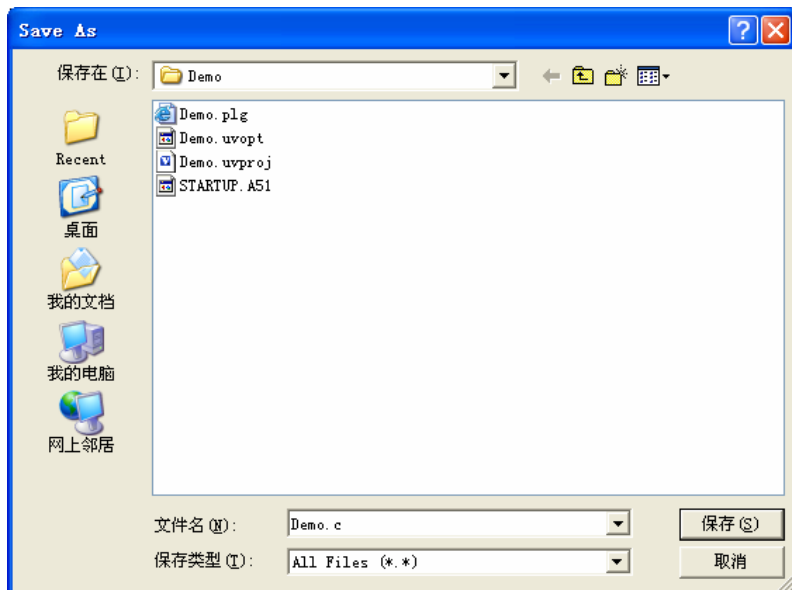 Save As
保存在(I):
Demo
Demo.plg
Demo.uvopt
Demo.uvproj
STARTUP.A51
Recent
桌面
我的文档
我的电脑
网上邻居
文件名(N):
Demo.c
保存(S)
保存类型(T):
All Files (*.*)
取消